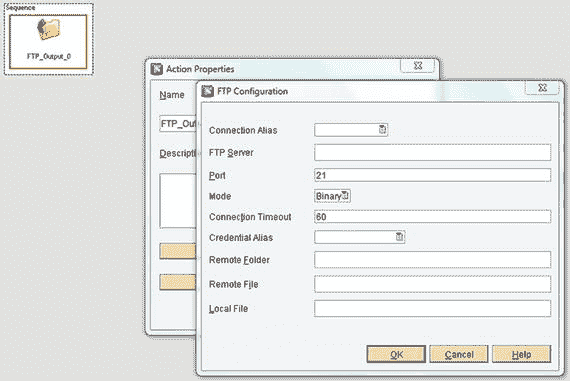 Sequence
FTP_Output_0
Action Properties
Name
FTP_Out
Description
FTP Configuration
Connection Alias
FTP Server
Port
21
Mode
Binary
Connection Timeout
60
Credential Alias
Remote Folder
Remote File
Local File
OK
Cancel
Help